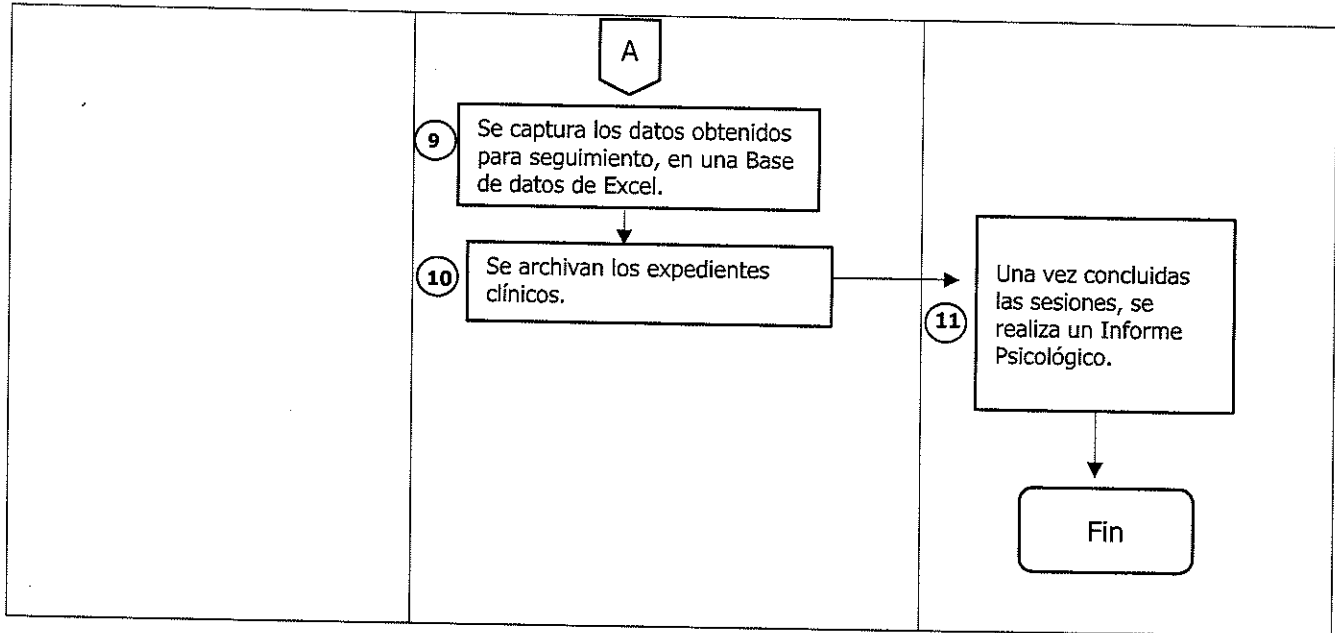 A
9
Se captura los datos obtenidos
para seguimiento, en una Base
de datos de Excel.
10
Se archivan los expedientes
clínicos.
11
Una vez concluidas
las sesiones, se
realiza un Informe
Psicológico.
Fin